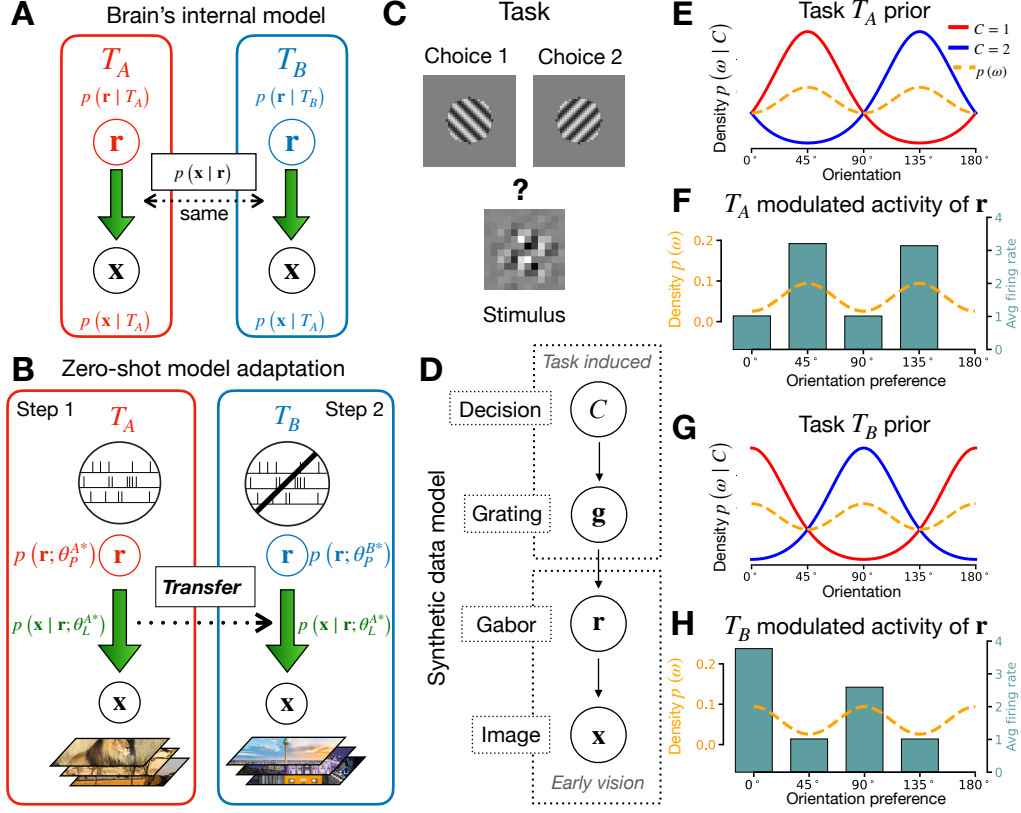 A
Brain's internal model
T_A
p (r | T_A)
r
x
p (x | T_A)
p (x | r)
same
T_B
p (r | T_B)
r
x
p (x | T_A)
B
Zero-shot model adaptation
Step 1
T_A
p (r; θ_P^{A*})
r
p (x | r; θ_L^{A*})
x
Transfer
Step 2
T_B
r
p (r; θ_P^{B*})
p (x | r; θ_L^{A*})
x
C
Task
Choice 1
Choice 2
?
Stimulus
D
Synthetic data model
Task induced
Decision
C
Grating
g
Gabor
r
Image
x
Early vision
E
Task T_A prior
C = 1
C = 2
p (ω)
Density p (ω | C)
0° 45° 90° 135° 180°
Orientation
F
T_A modulated activity of r
Density p (ω)
0.2
0.1
0.0
4
3
2
1
0
Avg firing rate
0° 45° 90° 135° 180°
Orientation preference
G
Task T_B prior
Density p (ω | C)
0° 45° 90° 135° 180°
Orientation
H
T_B modulated activity of r
Density p (ω)
0.2
0.1
0.0
4
3
2
1
0
Avg firing rate
0° 45° 90° 135° 180°
Orientation preference